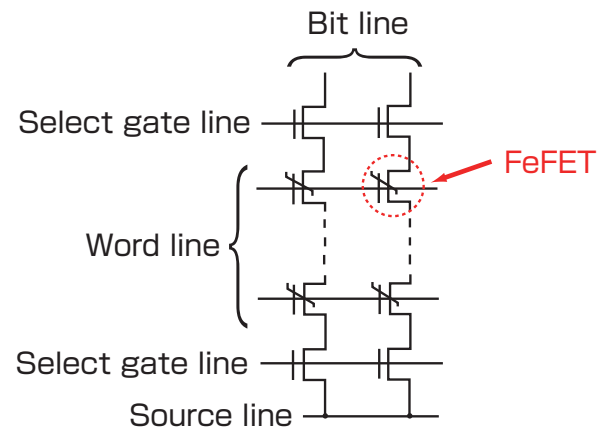 Bit line
Select gate line
FeFET
Word line
Select gate line
Source line